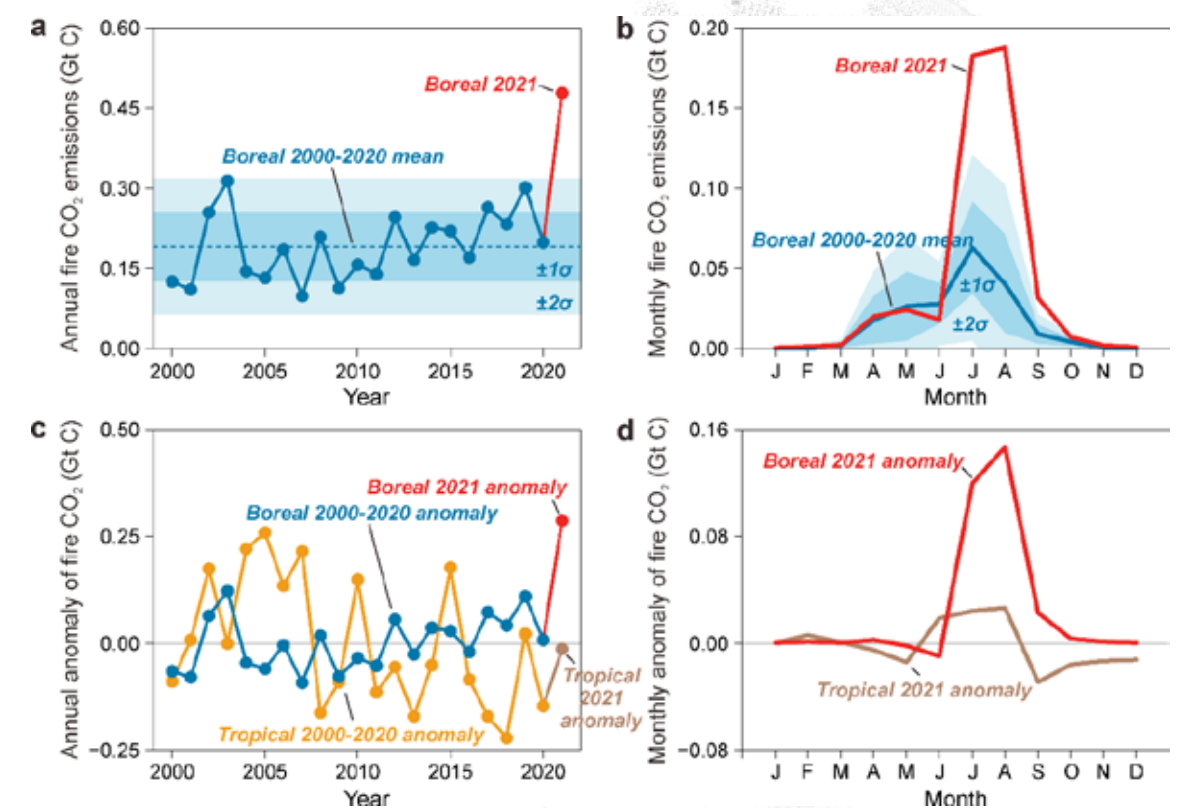 a
Annual fire CO₂ emissions (Gt C)
0.60
0.45
0.30
0.15
0.00
Boreal 2021
Boreal 2000-2020 mean
±1σ
±2σ
2000 2005 2010 2015 2020
Year
b
Monthly fire CO₂ emissions (Gt C)
0.20
0.15
0.10
0.05
0.00
Boreal 2021
Boreal 2000-2020 mean
±1σ
±2σ
J F M A M J J A S O N D
Month
c
Annual anomaly of fire CO₂ (Gt C)
0.50
0.25
0.00
−0.25
Boreal 2021 anomaly
Boreal 2000-2020 anomaly
Tropical
2021
anomaly
Tropical 2000-2020 anomaly
2000 2005 2010 2015 2020
Year
d
Monthly anomaly of fire CO₂ (Gt C)
0.16
0.08
0.00
−0.08
Boreal 2021 anomaly
Tropical 2021 anomaly
J F M A M J J A S O N D
Month